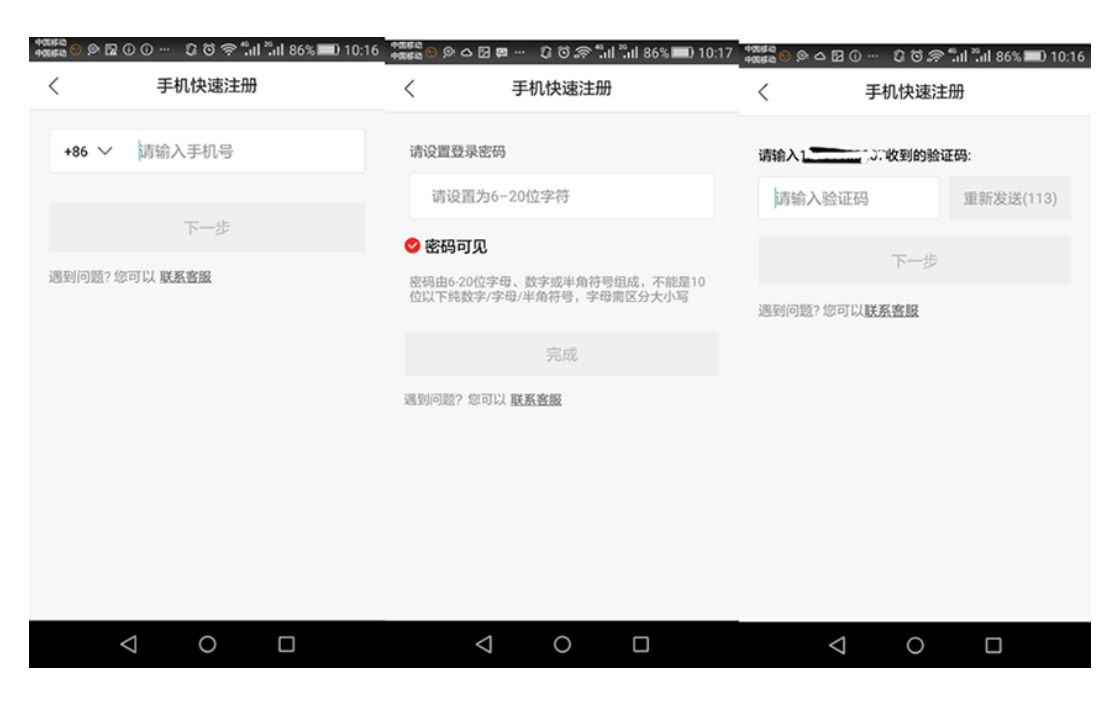 中国移动
中国移动
86%
10:16
手机快速注册
+86
请输入手机号
下一步
遇到问题? 您可以 联系客服
中国移动
中国移动
86%
10:17
手机快速注册
请设置登录密码
请设置为6-20位字符
密码可见
密码由6-20位字母、数字或半角符号组成，不能是10
位以下纯数字/字母/半角符号，字母需区分大小写
完成
遇到问题? 您可以 联系客服
中国移动
中国移动
86%
10:16
手机快速注册
请输入1 收到的验证码:
请输入验证码
重新发送(113)
下一步
遇到问题? 您可以联系客服